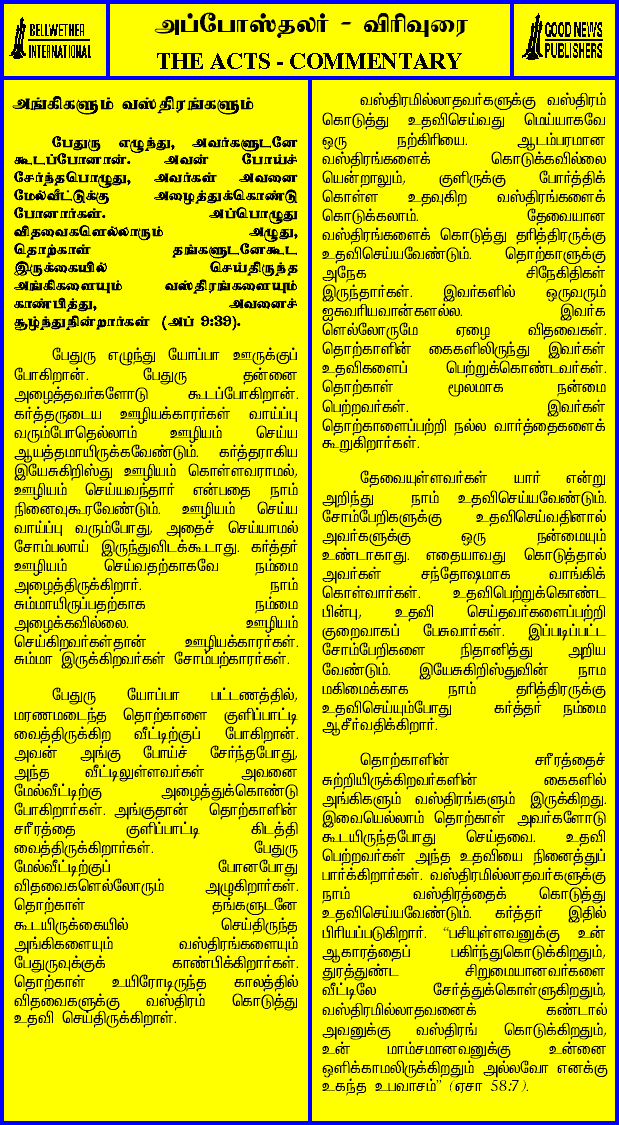 BELLWETHER
INTERNATIONAL
அப்போஸ்தலர் - விரிவுரை
THE ACTS - COMMENTARY
GOOD NEWS
PUBLISHERS
அங்கிகளும் வஸ்திரங்களும்
பேதுரு எழுந்து, அவர்களுடனே
கூடப்போனான். அவன் போய்ச்
சேர்ந்தபொழுது, அவர்கள் அவனை
மேல்வீட்டுக்கு அழைத்துக்கொண்டு
போனார்கள். அப்பொழுது
விதவைகளெல்லாரும் அழுது,
தொற்காள் தங்களுடனேகூட
இருக்கையில் செய்திருந்த
அங்கிகளையும் வஸ்திரங்களையும்
காண்பித்து, அவனைச்
சூழ்ந்துநின்றார்கள் (அப் 9:39).
பேதுரு எழுந்து யோப்பா ஊருக்குப்
போகிறான். பேதுரு தன்னை
அழைத்தவர்களோடு கூடப்போகிறான்.
கர்த்தருடைய ஊழியக்காரர்கள் வாய்ப்பு
வரும்போதெல்லாம் ஊழியம் செய்ய
ஆயத்தமாயிருக்கவேண்டும். கர்த்தராகிய
இயேசுகிறிஸ்து ஊழியம் கொள்ளவராமல்,
ஊழியம் செய்யவந்தார் என்பதை நாம்
நினைவுகூரவேண்டும். ஊழியம் செய்ய
வாய்ப்பு வரும்போது, அதைச் செய்யாமல்
சோம்பலாய் இருந்துவிடக்கூடாது. கர்த்தர்
ஊழியம் செய்வதற்காகவே நம்மை
அழைத்திருக்கிறார். நாம்
சும்மாயிருப்பதற்காக நம்மை
அழைக்கவில்லை. ஊழியம்
செய்கிறவர்கள்தான் ஊழியக்காரர்கள்.
சும்மா இருக்கிறவர்கள் சோம்பற்காரர்கள்.
பேதுரு யோப்பா பட்டணத்தில்,
மரணமடைந்த தொற்காளை குளிப்பாட்டி
வைத்திருக்கிற வீட்டிற்குப் போகிறான்.
அவன் அங்கு போய்ச் சேர்ந்தபோது,
அந்த வீட்டிலுள்ளவர்கள் அவனை
மேல்வீட்டிற்கு அழைத்துக்கொண்டு
போகிறார்கள். அங்குதான் தொற்காளின்
சரீரத்தை குளிப்பாட்டி கிடத்தி
வைத்திருக்கிறார்கள். பேதுரு
மேல்வீட்டிற்குப் போனபோது
விதவைகளெல்லோரும் அழுகிறார்கள்.
தொற்காள் தங்களுடனே
கூடயிருக்கையில் செய்திருந்த
அங்கிகளையும் வஸ்திரங்களையும்
பேதுருவுக்குக் காண்பிக்கிறார்கள்.
தொற்காள் உயிரோடிருந்த காலத்தில்
விதவைகளுக்கு வஸ்திரம் கொடுத்து
உதவி செய்திருக்கிறாள்.
வஸ்திரமில்லாதவர்களுக்கு வஸ்திரம்
கொடுத்து உதவிசெய்வது மெய்யாகவே
ஒரு நற்கிரியை. ஆடம்பரமான
வஸ்திரங்களைக் கொடுக்கவில்லை
யென்றாலும், குளிருக்கு போர்த்திக்
கொள்ள உதவுகிற வஸ்திரங்களைக்
கொடுக்கலாம். தேவையான
வஸ்திரங்களைக் கொடுத்து தரித்திரருக்கு
உதவிசெய்யவேண்டும். தொற்காளுக்கு
அநேக சிநேகிதிகள்
இருந்தார்கள். இவர்களில் ஒருவரும்
ஐசுவரியவான்களல்ல. இவர்க
ளெல்லோருமே ஏழை விதவைகள்.
தொற்காளின் கைகளிலிருந்து இவர்கள்
உதவிகளைப் பெற்றுக்கொண்டவர்கள்.
தொற்காள் மூலமாக நன்மை
பெற்றவர்கள். இவர்கள்
தொற்காளைப்பற்றி நல்ல வார்த்தைகளைக்
கூறுகிறார்கள்.
தேவையுள்ளவர்கள் யார் என்று
அறிந்து நாம் உதவிசெய்யவேண்டும்.
சோம்பேறிகளுக்கு உதவிசெய்வதினால்
அவர்களுக்கு ஒரு நன்மையும்
உண்டாகாது. எதையாவது கொடுத்தால்
அவர்கள் சந்தோஷமாக வாங்கிக்
கொள்வார்கள். உதவிபெற்றுக்கொண்ட
பின்பு, உதவி செய்தவர்களைப்பற்றி
குறைவாகப் பேசுவார்கள். இப்படிப்பட்ட
சோம்பேறிகளை நிதானித்து அறிய
வேண்டும். இயேசுகிறிஸ்துவின் நாம
மகிமைக்காக நாம் தரித்திரருக்கு
உதவிசெய்யும்போது கர்த்தர் நம்மை
ஆசீர்வதிக்கிறார்.
தொற்காளின் சரீரத்தைச்
சுற்றியிருக்கிறவர்களின் கைகளில்
அங்கிகளும் வஸ்திரங்களும் இருக்கிறது.
இவையெல்லாம் தொற்காள் அவர்களோடு
கூடயிருந்தபோது செய்தவை. உதவி
பெற்றவர்கள் அந்த உதவியை நினைத்துப்
பார்க்கிறார்கள். வஸ்திரமில்லாதவர்களுக்கு
நாம் வஸ்திரத்தைக் கொடுத்து
உதவிசெய்யவேண்டும். கர்த்தர் இதில்
பிரியப்படுகிறார். "பசியுள்ளவனுக்கு உன்
ஆகாரத்தைப் பகிர்ந்துகொடுக்கிறதும்,
துரத்துண்ட சிறுமையானவர்களை
வீட்டிலே சேர்த்துக்கொள்ளுகிறதும்,
வஸ்திரமில்லாதவனைக் கண்டால்
அவனுக்கு வஸ்திரங் கொடுக்கிறதும்,
உன் மாம்சமானவனுக்கு உன்னை
ஒளிக்காமலிருக்கிறதும் அல்லவோ எனக்கு
உகந்த உபவாசம்" (ஏசா 58:7).